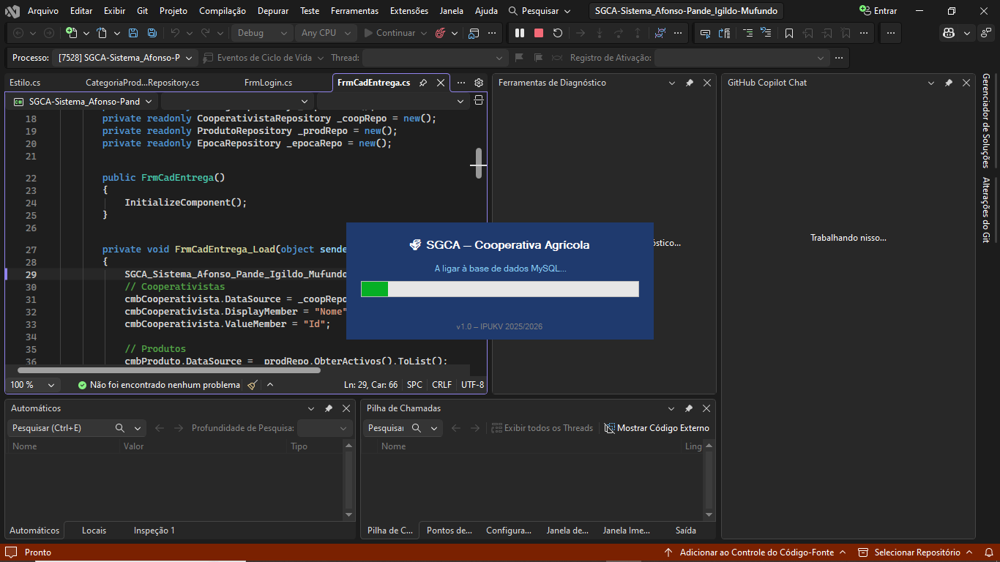 Arquivo Editar Exibir Git Projeto Compilação Depurar Teste Ferramentas Extensões Janela Ajuda Pesquisar SGCA-Sistema_Afonso-Pande_Igildo-Mufundo Entrar
Debug Any CPU Continuar
Processo: [7528] SGCA-Sistema_Afonso-P Eventos de Ciclo de Vida Thread: Registro de Ativação:
Estilo.cs CategoriaProd...Repository.cs FrmLogin.cs FrmCadEntrega.cs
SGCA-Sistema_Afonso-Pand
18 private readonly CooperativistaRepository _coopRepo = new();
19 private readonly ProdutoRepository _prodRepo = new();
20 private readonly EpocaRepository _epocaRepo = new();
21
22 public FrmCadEntrega()
23 {
24 InitializeComponent();
25 }
26
27 private void FrmCadEntrega_Load(object sende
28 {
29 SGCA_Sistema_Afonso_Pande_Igildo_Mufundo
30 // Cooperativistas
31 cmbCooperativista.DataSource = _coopRepo
32 cmbCooperativista.DisplayMember = "Nome"
33 cmbCooperativista.ValueMember = "Id";
34
35 // Produtos
36 cmbProduto.DataSource = _prodRepo.ObterActivos().ToList();
100 % Não foi encontrado nenhum problema Ln: 29, Car: 66 SPC CRLF UTF-8
SGCA — Cooperativa Agrícola
A ligar à base de dados MySQL...
v1.0 — IPUKV 2025/2026
Ferramentas de Diagnóstico
óstico...
GitHub Copilot Chat
Trabalhando nisso...
Gerenciador de Soluções
Alterações do Git
Automáticos
Pesquisar (Ctrl+E) Profundidade de Pesquisa:
Nome Valor Tipo
Automáticos Locais Inspeção 1
Pilha de Chamadas
Pesquisar Exibir todos os Threads Mostrar Código Externo
Nome Ling
Pilha de C... Pontos de... Configura... Janela de... Janela Ime... Saída
Pronto Adicionar ao Controle do Código-Fonte Selecionar Repositório